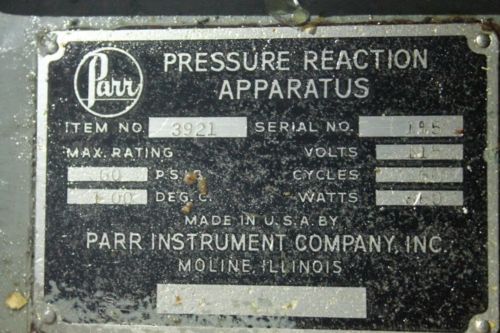 Parr
PRESSURE REACTION
APPARATUS
ITEM NO. 3921 SERIAL NO.
MAX. RATING VOLTS 115
60 P.S.I.G. CYCLES
DEG. C. WATTS
MADE IN U.S.A. BY
PARR INSTRUMENT COMPANY, INC.
MOLINE, ILLINOIS